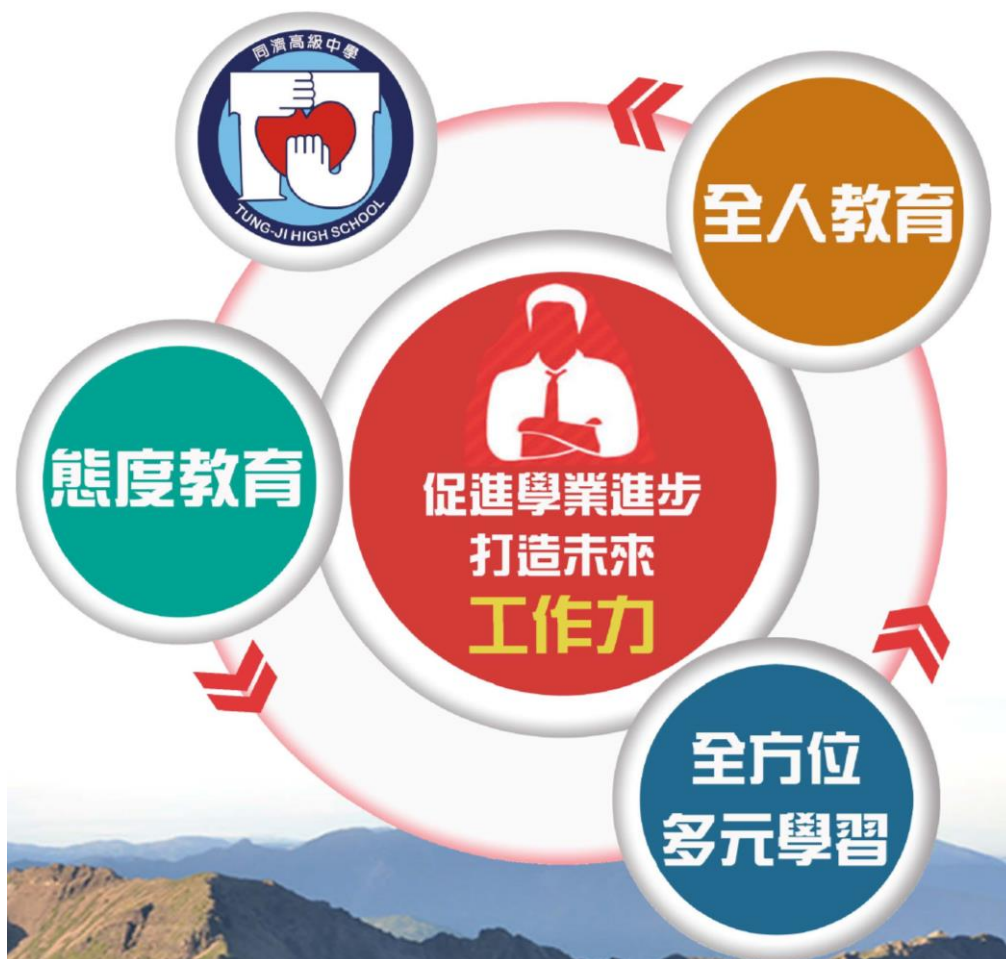 同濟高級中學
TUNG-JI HIGH SCHOOL
全人教育
態度教育
促進學業進步
打造未來
工作力
全方位
多元學習